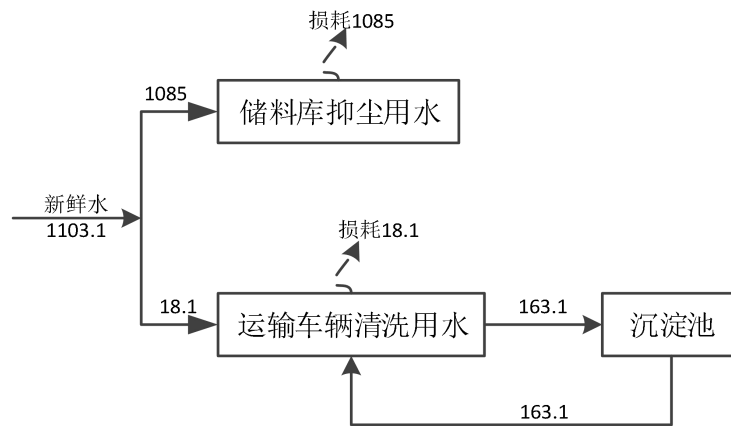 损耗1085
1085
储料库抑尘用水
新鲜水
1103.1
损耗18.1
18.1
运输车辆清洗用水
163.1
沉淀池
163.1